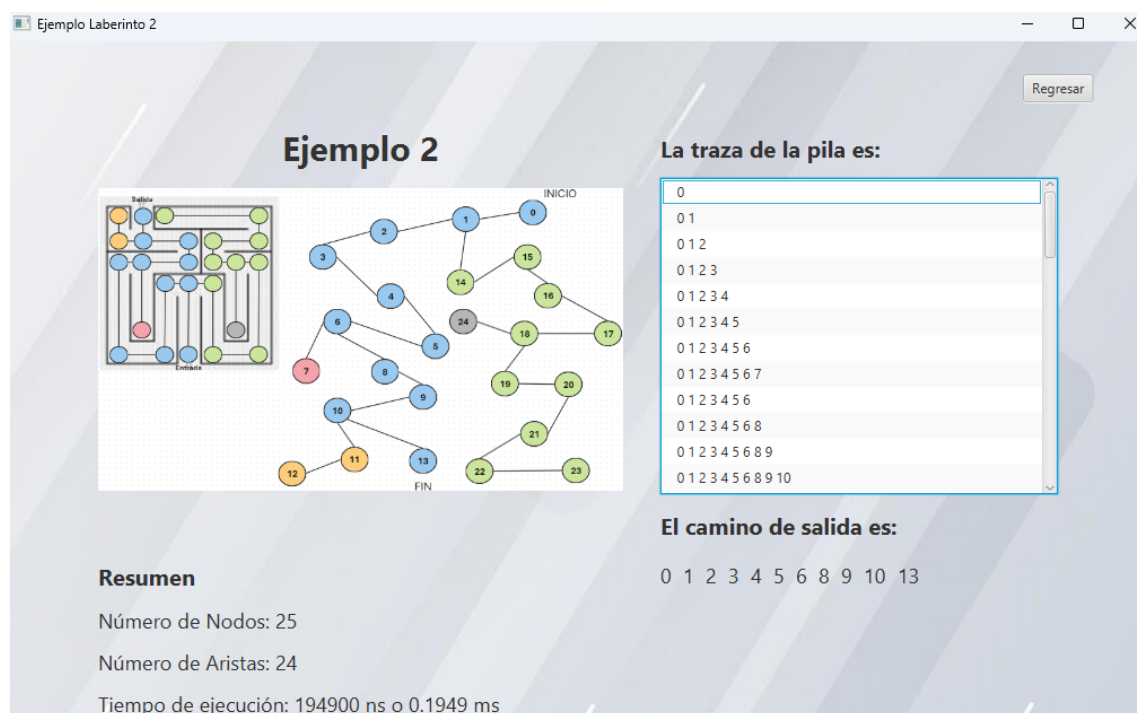 Ejemplo Laberinto 2
Regresar
Ejemplo 2
Salida
Entrada
INICIO
0
1
2
3
15
14
4
16
24
6
18
17
5
7
8
19
20
9
10
21
11
13
12
22
23
FIN
La traza de la pila es:
0
0 1
0 1 2
0 1 2 3
0 1 2 3 4
0 1 2 3 4 5
0 1 2 3 4 5 6
0 1 2 3 4 5 6 7
0 1 2 3 4 5 6
0 1 2 3 4 5 6 8
0 1 2 3 4 5 6 8 9
0 1 2 3 4 5 6 8 9 10
El camino de salida es:
0 1 2 3 4 5 6 8 9 10 13
Resumen
Número de Nodos: 25
Número de Aristas: 24
Tiempo de ejecución: 194900 ns o 0.1949 ms